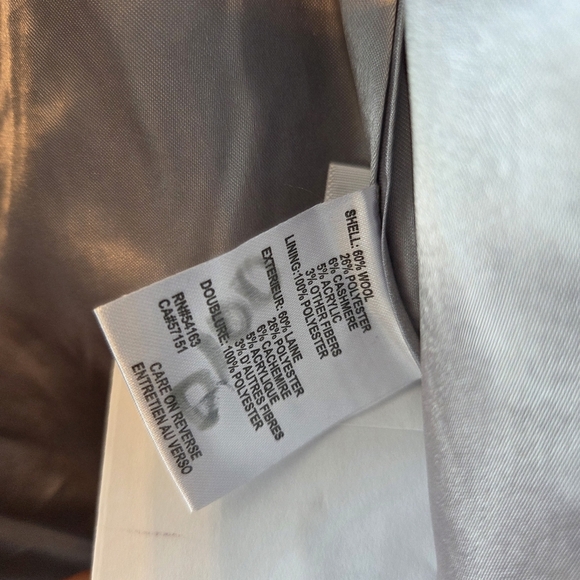 SHELL: 60% WOOL
26% POLYESTER
6% CASHMERE
5% ACRYLIC
3% OTHER FIBERS
LINING:100% POLYESTER
EXTERIEUR: 60% LAINE
26% POLYESTER
6% CACHEMIRE
5% ACRYLIQUE
3% D'AUTRES FIBRES
DOUBLURE: 100% POLYESTER
RN#54163
CA#57151
CARE ON REVERSE
ENTRETIEN AU VERSO